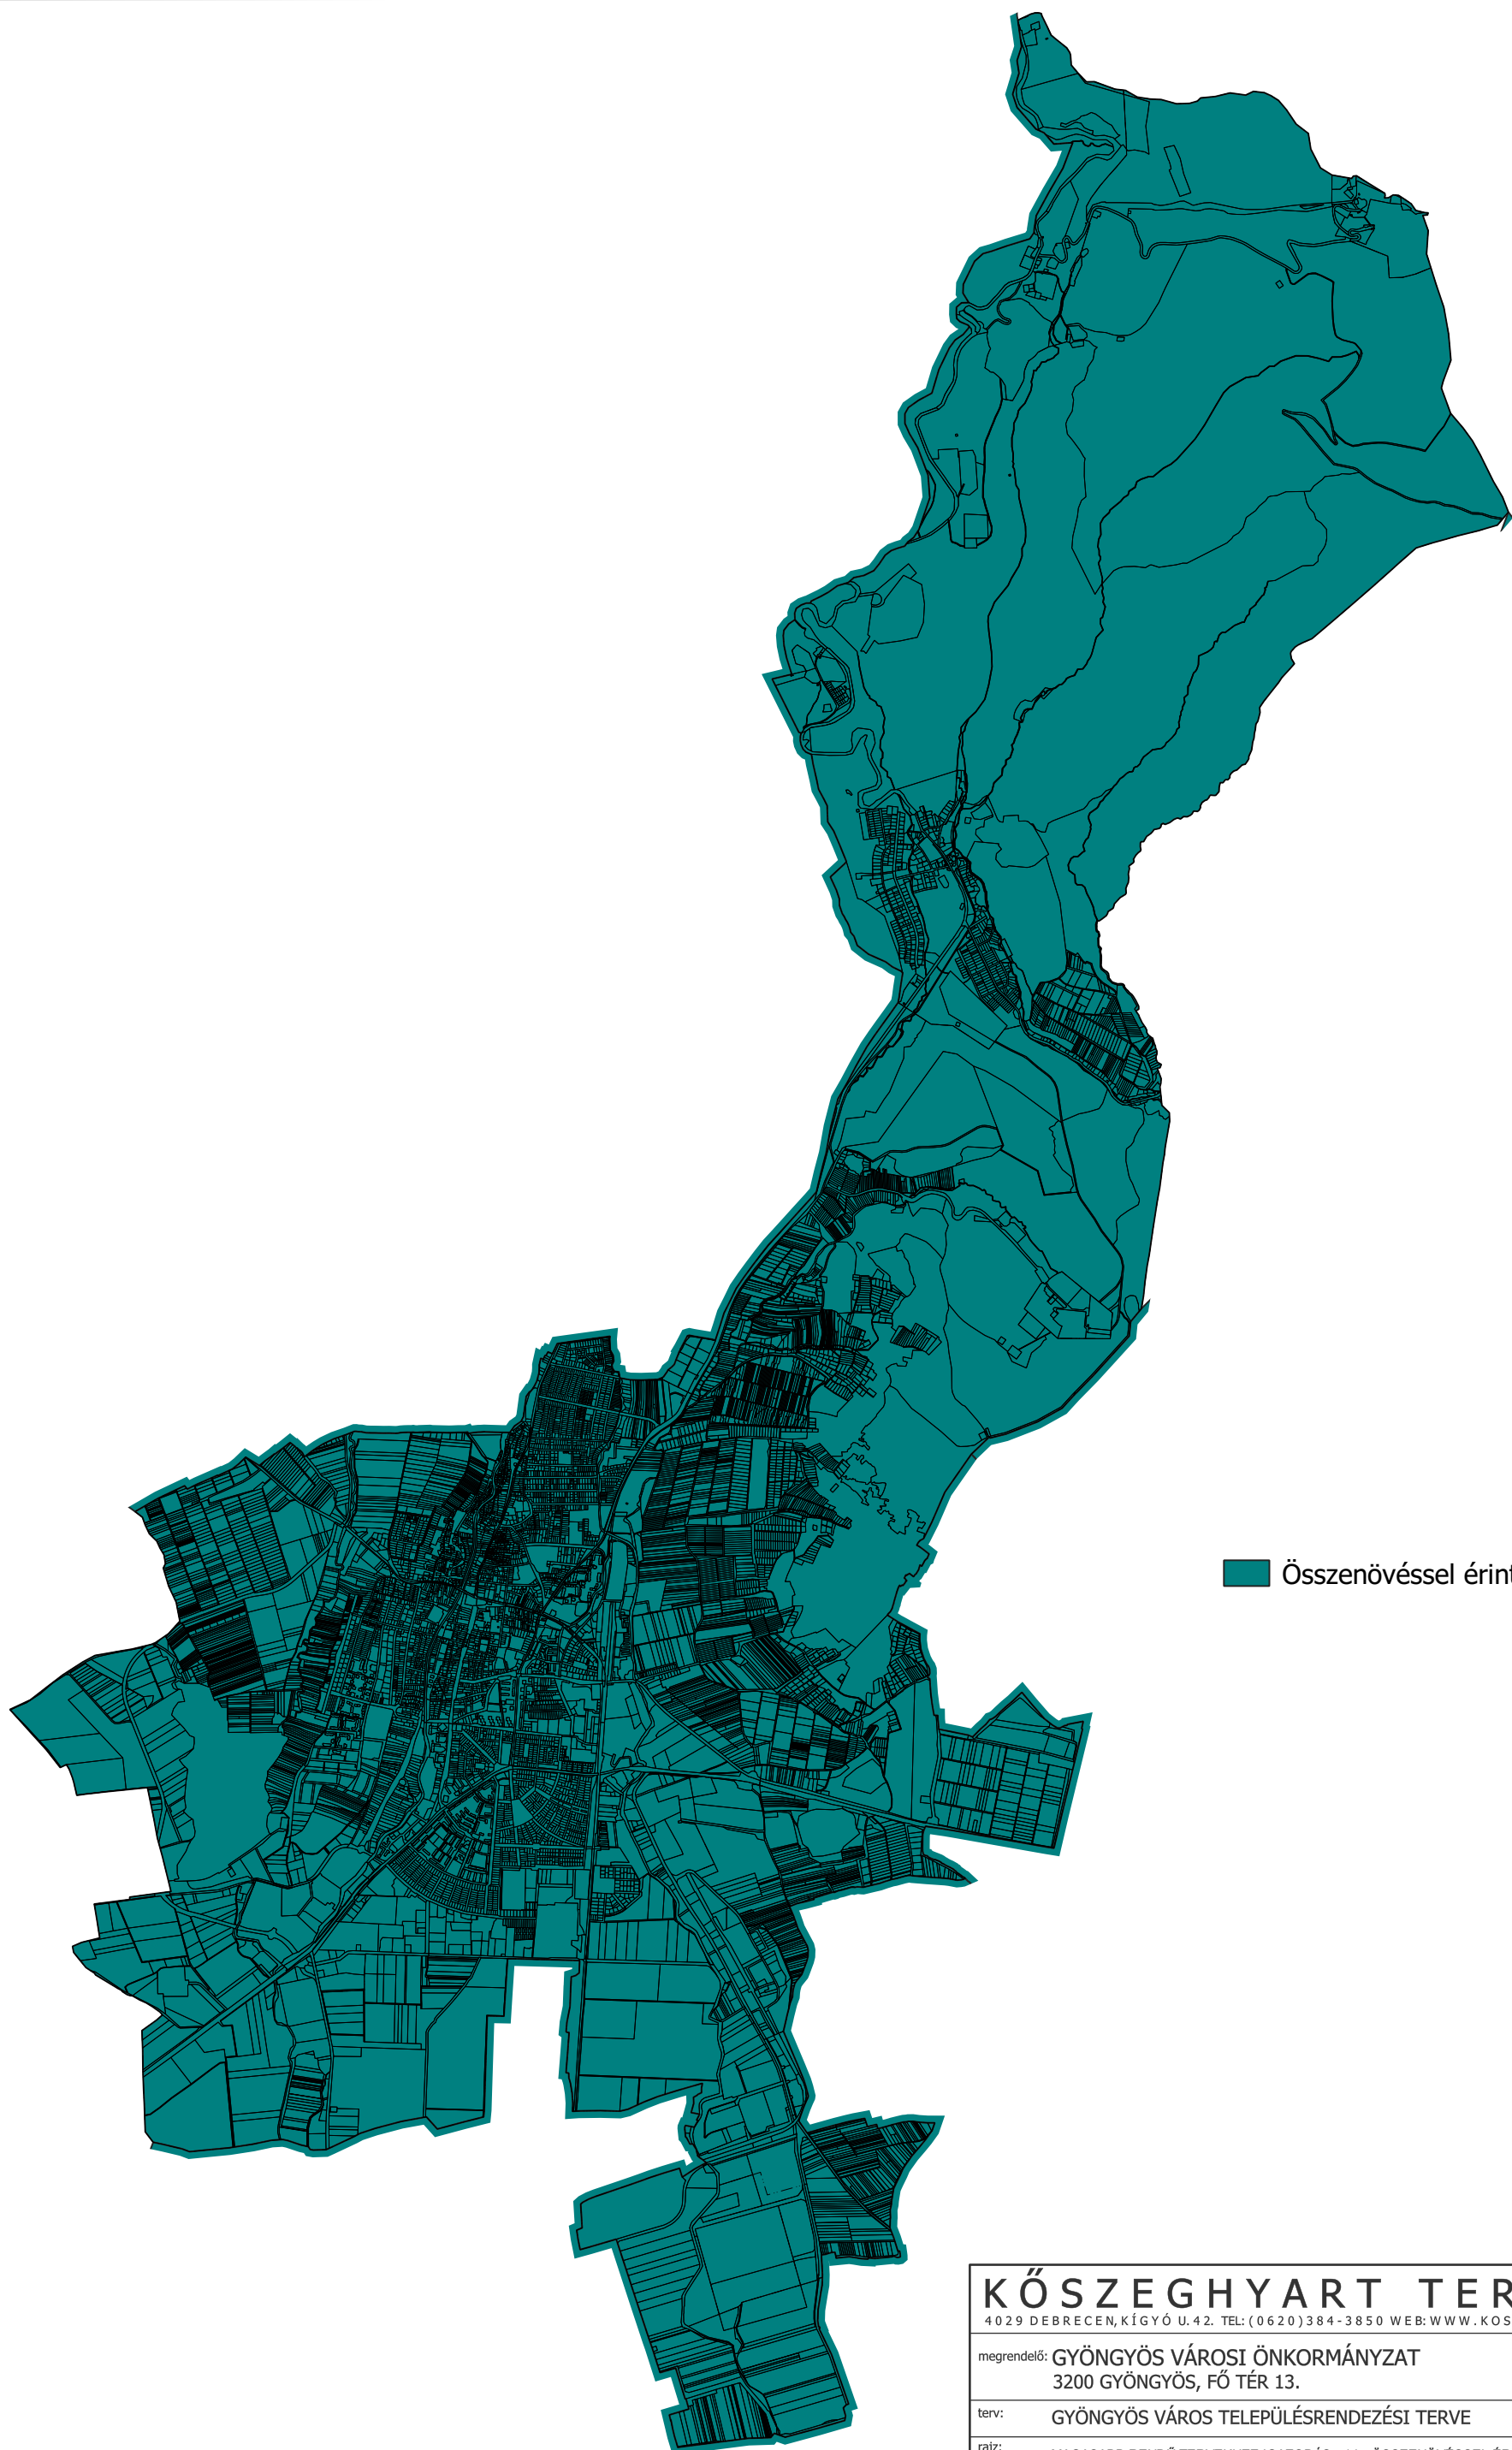 Összenövéssel érint
KŐSZEGHYART TER
4029 DEBRECEN, KÍGYÓ U. 42. TEL: (0620)384-3850 WEB: WWW.KOS
megrendelő: GYÖNGYÖS VÁROSI ÖNKORMÁNYZAT
3200 GYÖNGYÖS, FŐ TÉR 13.
terv: GYÖNGYÖS VÁROS TELEPÜLÉSRENDEZÉSI TERVE
rajz: